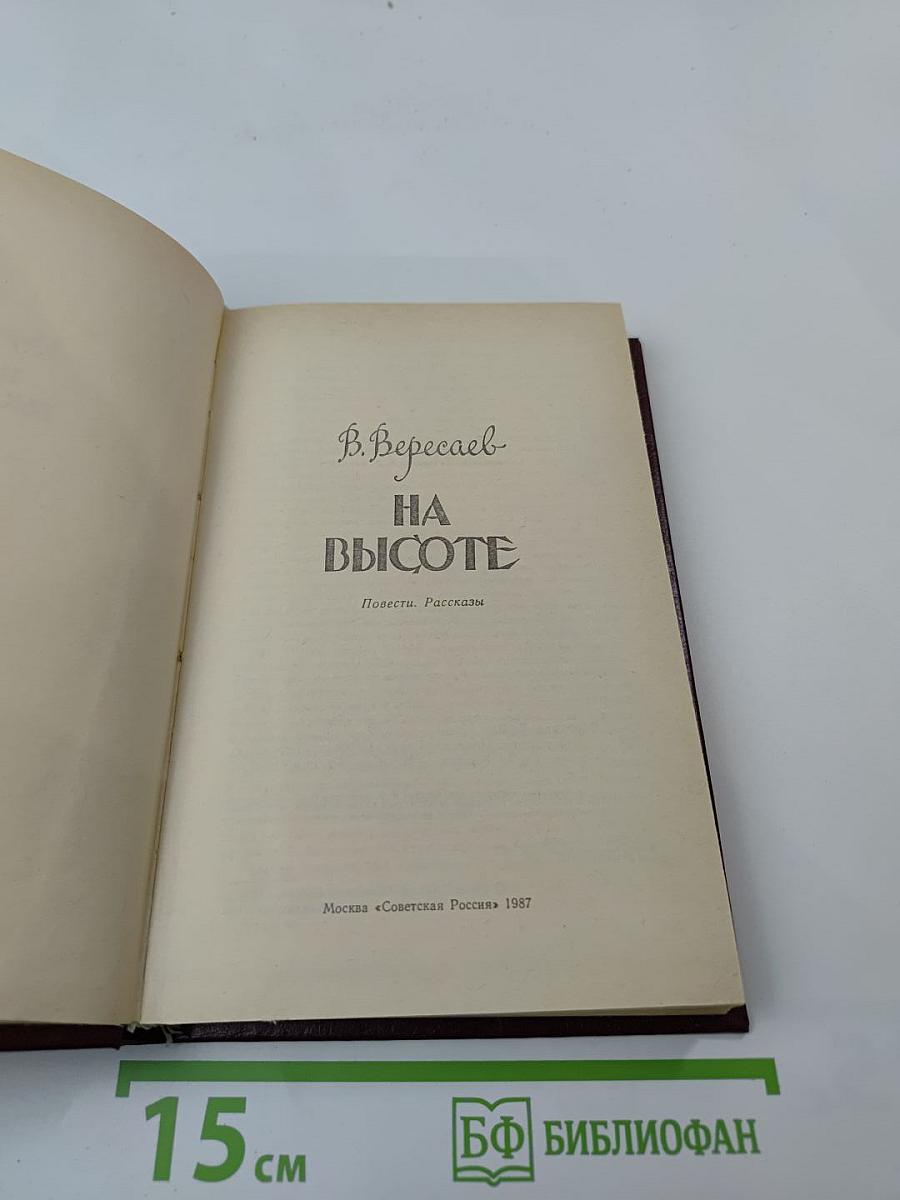 В. Вересаев
НА
ВЫСОТЕ
Повести. Рассказы
Москва «Советская Россия» 1987
15 см
БФ БИБЛИОФАН